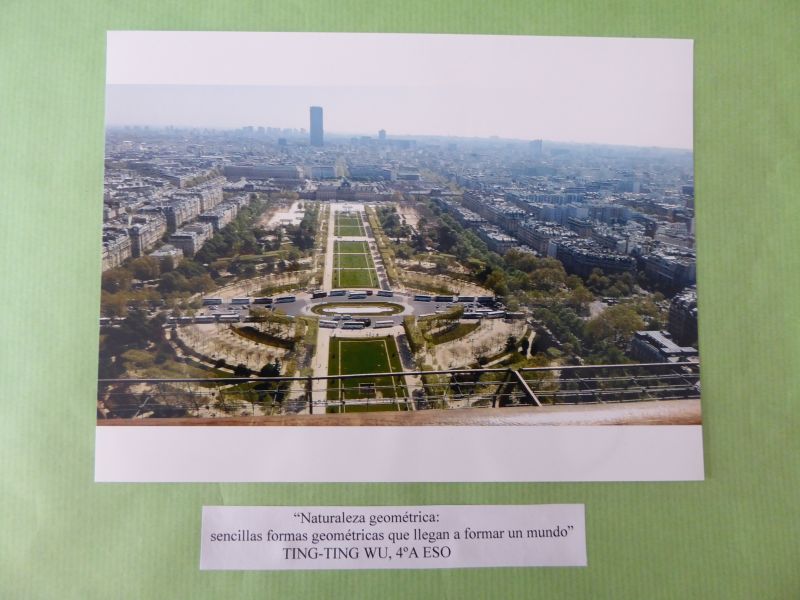 “Naturaleza geométrica:
sencillas formas geométricas que llegan a formar un mundo”
TING-TING WU, 4ºA ESO